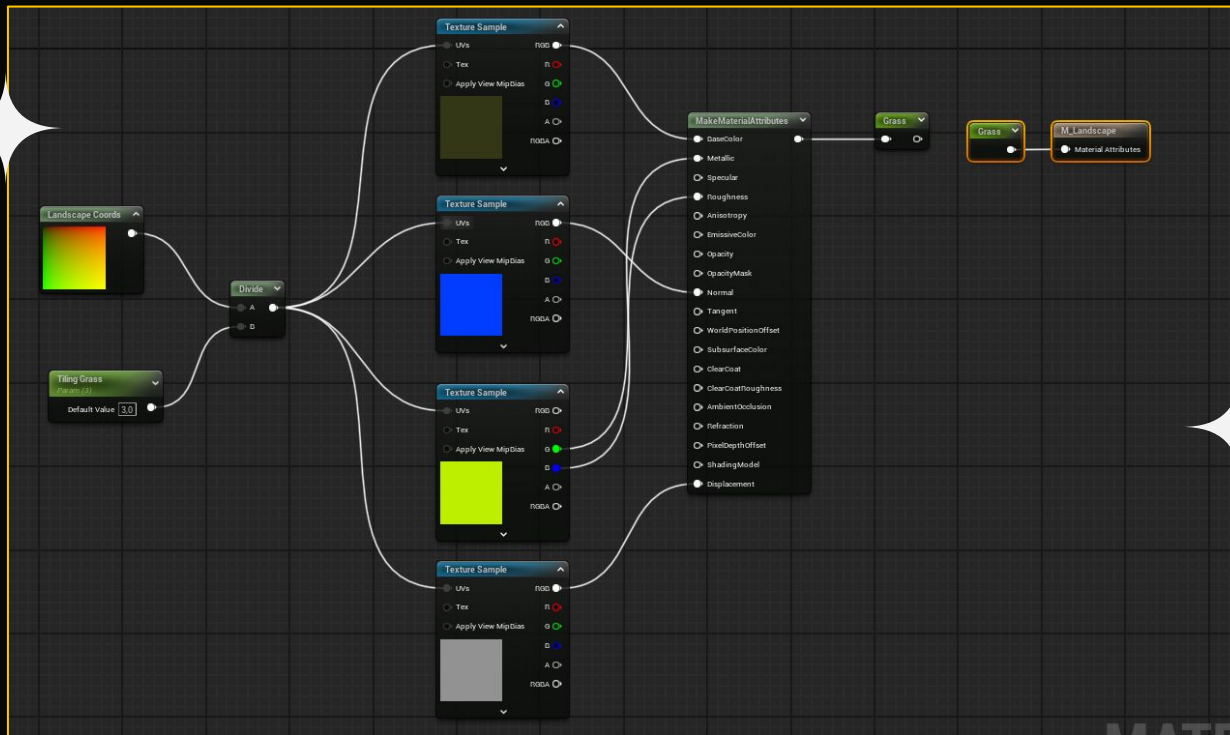 Landscape Coords
Divide
A
B
Tiling Grass
Param (3)
Default Value 3,0
Texture Sample
UVs RGB
Tex R
Apply View MipBias G
B
A
RGBA
Texture Sample
UVs RGB
Tex R
Apply View MipBias G
B
A
RGBA
Texture Sample
UVs RGB
Tex R
Apply View MipBias G
B
A
RGBA
Texture Sample
UVs RGB
Tex R
Apply View MipBias G
B
A
RGBA
MakeMaterialAttributes
BaseColor
Metallic
Specular
Roughness
Anisotropy
EmissiveColor
Opacity
OpacityMask
Normal
Tangent
WorldPositionOffset
SubsurfaceColor
ClearCoat
ClearCoatRoughness
AmbientOcclusion
Refraction
PixelDepthOffset
ShadingModel
Displacement
Grass
Grass
M_Landscape
Material Attributes